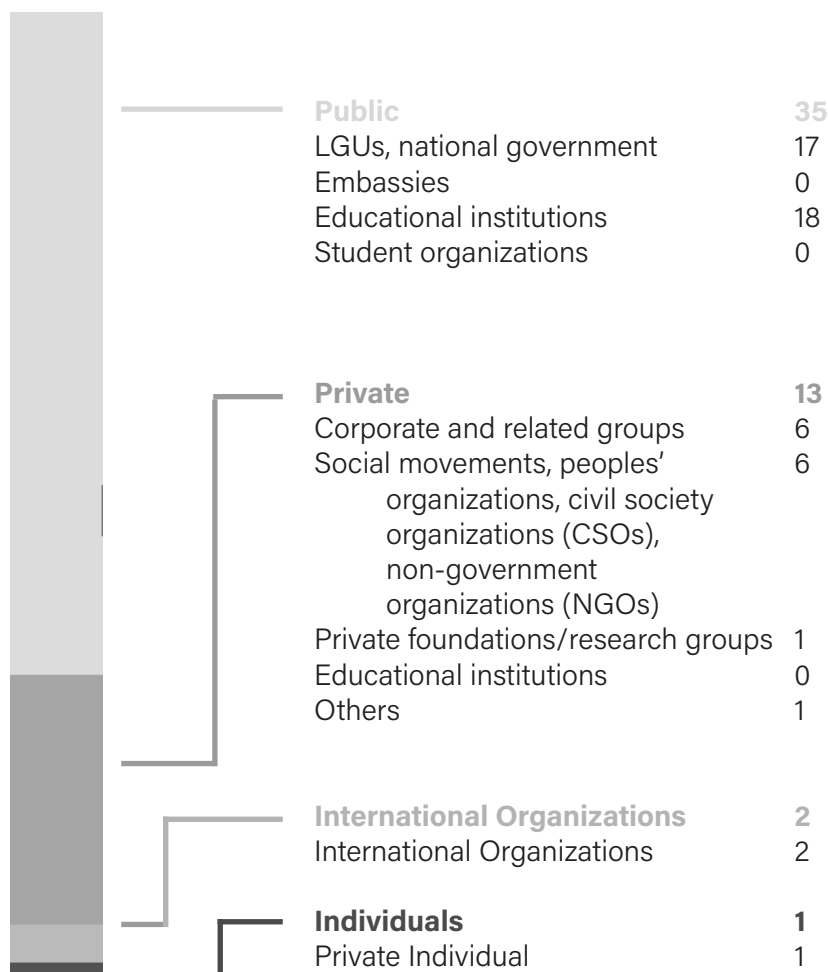 Public 35
LGUs, national government 17
Embassies 0
Educational institutions 18
Student organizations 0
Private 13
Corporate and related groups 6
Social movements, peoples’ 6
organizations, civil society
organizations (CSOs),
non-government
organizations (NGOs)
Private foundations/research groups 1
Educational institutions 0
Others 1
International Organizations 2
International Organizations 2
Individuals 1
Private Individual 1